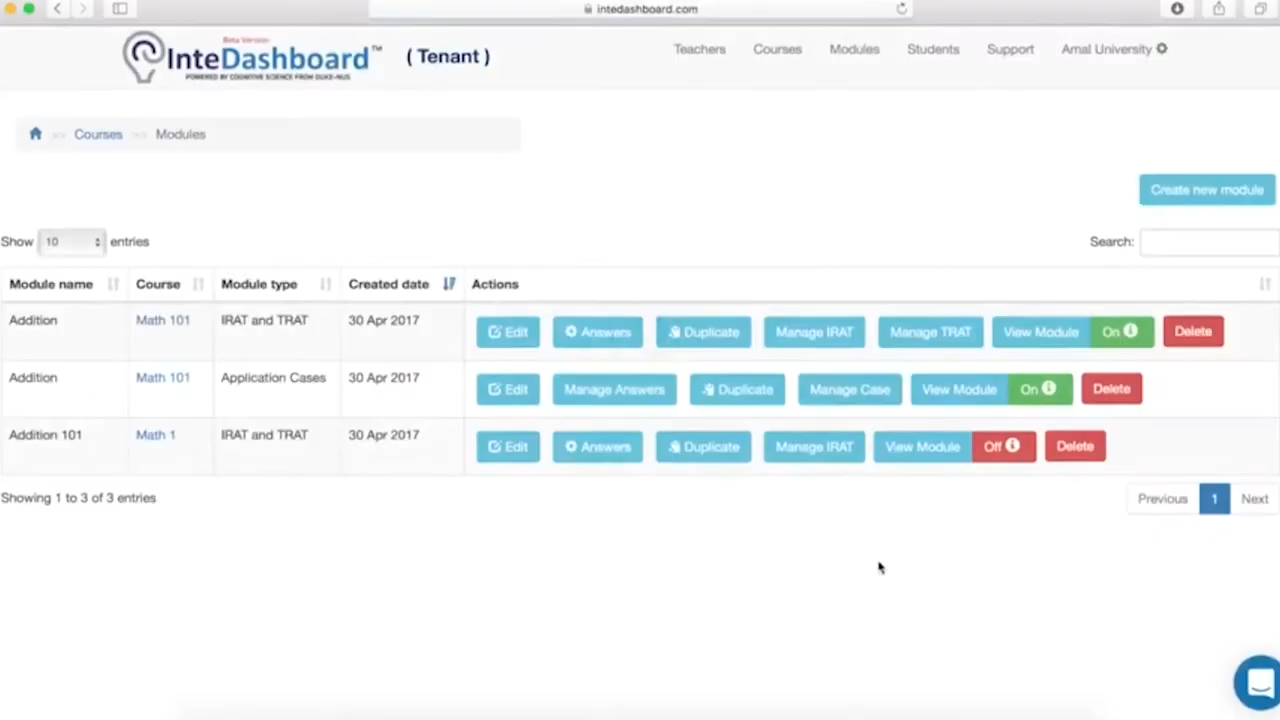 intedashboard.com
Beta Version
InteDashboard™ ( Tenant ) Teachers Courses Modules Students Support Amal University
POWERED BY COGNITIVE SCIENCE FROM DUKE-NUS
>> Courses >> Modules
Create new module
Show 10 entries Search:
Module name Course Module type Created date Actions
Addition Math 101 IRAT and TRAT 30 Apr 2017 Edit Answers Duplicate Manage IRAT Manage TRAT View Module On Delete
Addition Math 101 Application Cases 30 Apr 2017 Edit Manage Answers Duplicate Manage Case View Module On Delete
Addition 101 Math 1 IRAT and TRAT 30 Apr 2017 Edit Answers Duplicate Manage IRAT View Module Off Delete
Showing 1 to 3 of 3 entries Previous 1 Next